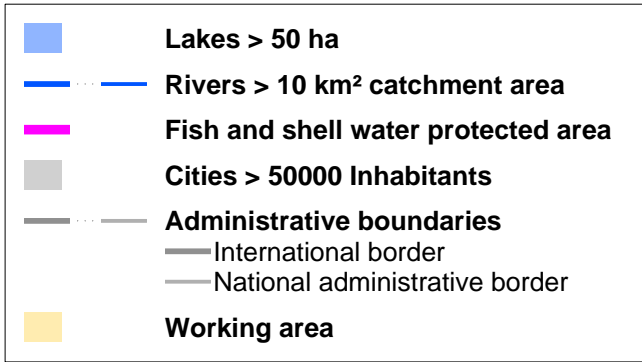 Lakes > 50 ha
Rivers > 10 km² catchment area
Fish and shell water protected area
Cities > 50000 Inhabitants
Administrative boundaries
International border
National administrative border
Working area